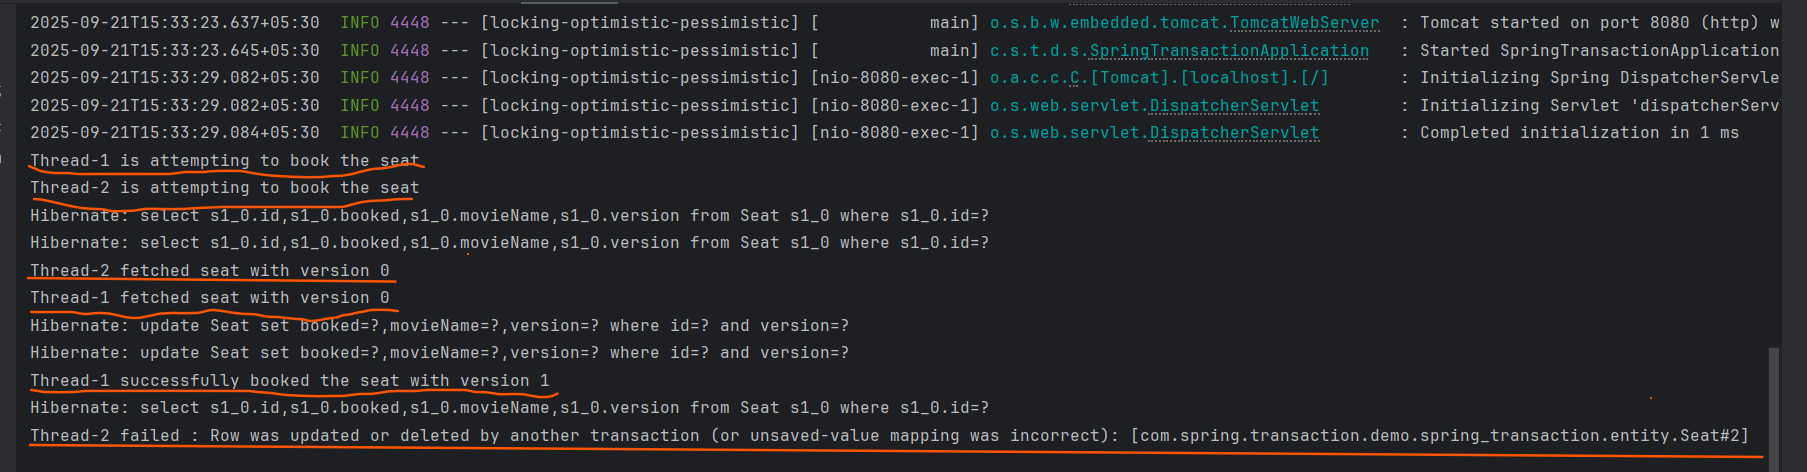 2025-09-21T15:33:23.637+05:30  INFO 4448 --- [locking-optimistic-pessimistic] [           main] o.s.b.w.embedded.tomcat.TomcatWebServer  : Tomcat started on port 8080 (http) w
2025-09-21T15:33:23.645+05:30  INFO 4448 --- [locking-optimistic-pessimistic] [           main] c.s.t.d.s.SpringTransactionApplication   : Started SpringTransactionApplication
2025-09-21T15:33:29.082+05:30  INFO 4448 --- [locking-optimistic-pessimistic] [nio-8080-exec-1] o.a.c.c.C.[Tomcat].[localhost].[/]       : Initializing Spring DispatcherServle
2025-09-21T15:33:29.082+05:30  INFO 4448 --- [locking-optimistic-pessimistic] [nio-8080-exec-1] o.s.web.servlet.DispatcherServlet        : Initializing Servlet 'dispatcherServ
2025-09-21T15:33:29.084+05:30  INFO 4448 --- [locking-optimistic-pessimistic] [nio-8080-exec-1] o.s.web.servlet.DispatcherServlet        : Completed initialization in 1 ms
Thread-1 is attempting to book the seat
Thread-2 is attempting to book the seat
Hibernate: select s1_0.id,s1_0.booked,s1_0.movieName,s1_0.version from Seat s1_0 where s1_0.id=?
Hibernate: select s1_0.id,s1_0.booked,s1_0.movieName,s1_0.version from Seat s1_0 where s1_0.id=?
Thread-2 fetched seat with version 0
Thread-1 fetched seat with version 0
Hibernate: update Seat set booked=?,movieName=?,version=? where id=? and version=?
Hibernate: update Seat set booked=?,movieName=?,version=? where id=? and version=?
Thread-1 successfully booked the seat with version 1
Hibernate: select s1_0.id,s1_0.booked,s1_0.movieName,s1_0.version from Seat s1_0 where s1_0.id=?
Thread-2 failed : Row was updated or deleted by another transaction (or unsaved-value mapping was incorrect): [com.spring.transaction.demo.spring_transaction.entity.Seat#2]